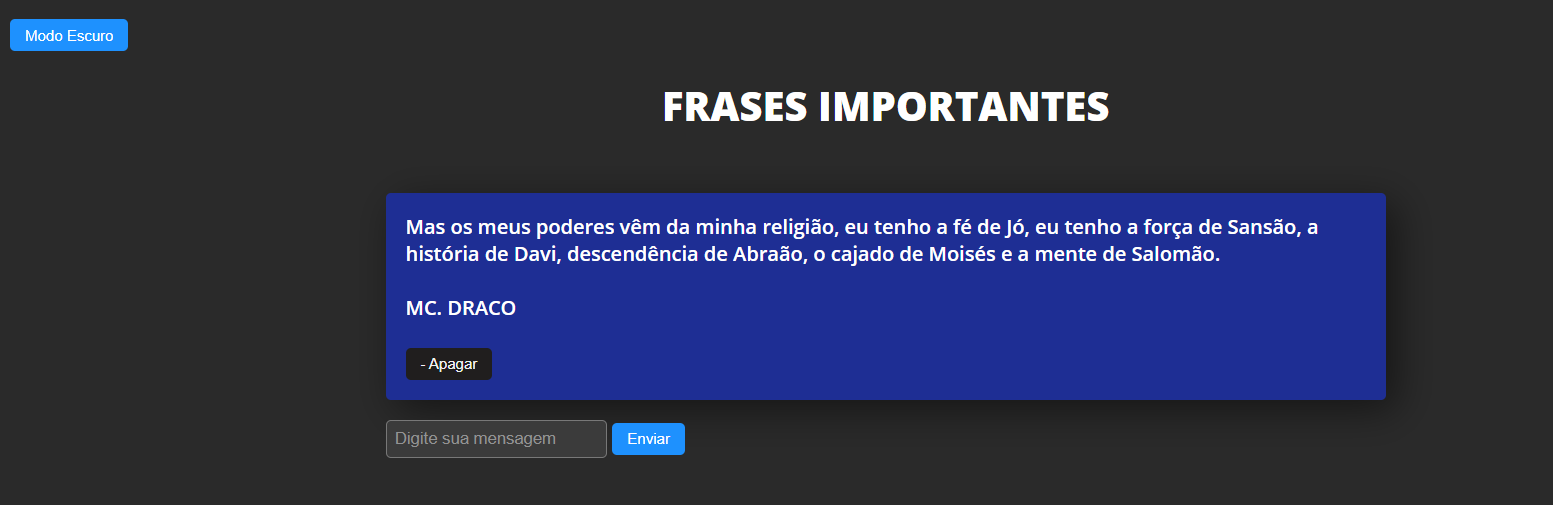 Modo Escuro
FRASES IMPORTANTES
Mas os meus poderes vêm da minha religião, eu tenho a fé de Jó, eu tenho a força de Sansão, a
história de Davi, descendência de Abraão, o cajado de Moisés e a mente de Salomão.
MC. DRACO
- Apagar
Digite sua mensagem
Enviar